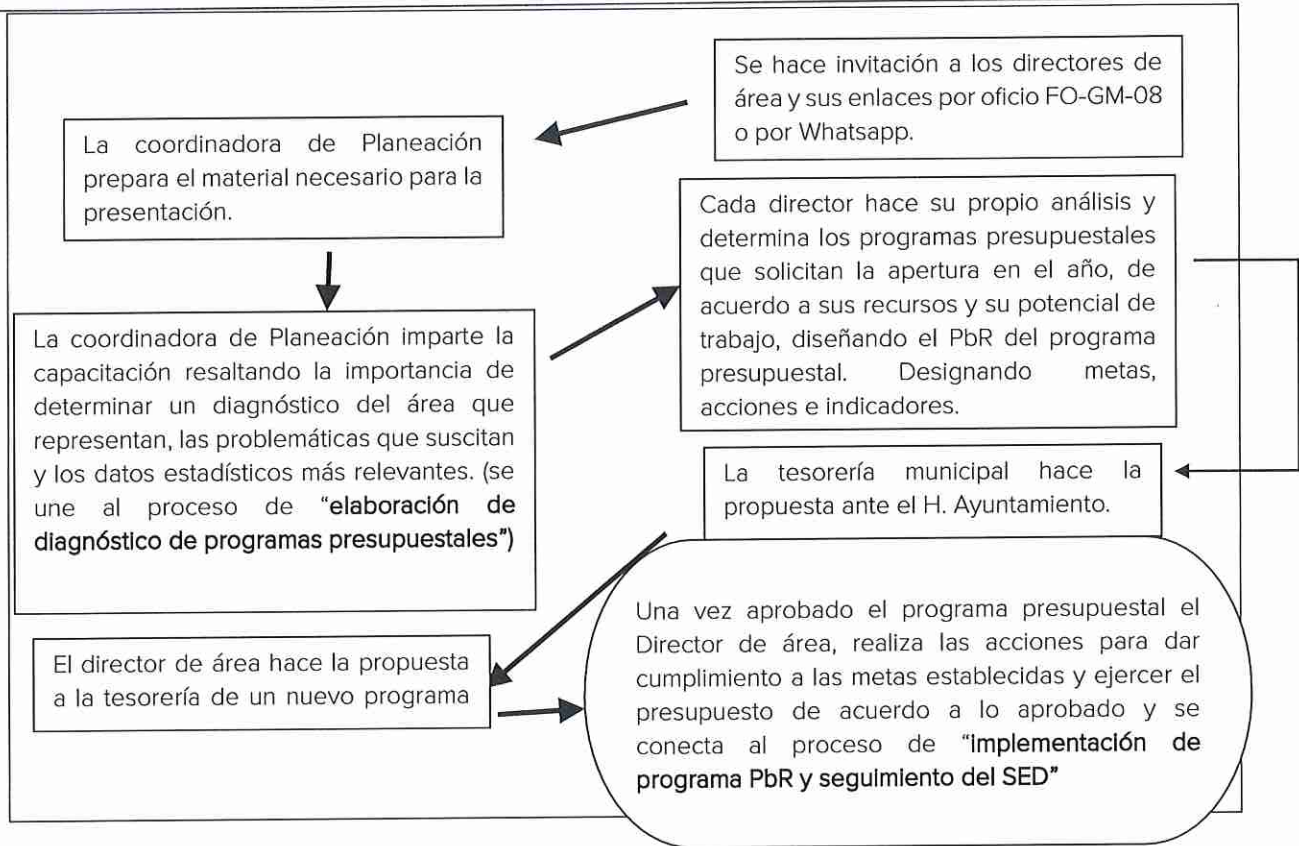 Se hace invitación a los directores de
área y sus enlaces por oficio FO-GM-08
o por Whatsapp.
La coordinadora de Planeación
prepara el material necesario para la
presentación.
La coordinadora de Planeación imparte la
capacitación resaltando la importancia de
determinar un diagnóstico del área que
representan, las problemáticas que suscitan
y los datos estadísticos más relevantes. (se
une al proceso de “elaboración de
diagnóstico de programas presupuestales”)
Cada director hace su propio análisis y
determina los programas presupuestales
que solicitan la apertura en el año, de
acuerdo a sus recursos y su potencial de
trabajo, diseñando el PbR del programa
presupuestal. Designando metas,
acciones e indicadores.
La tesorería municipal hace la
propuesta ante el H. Ayuntamiento.
El director de área hace la propuesta
a la tesorería de un nuevo programa
Una vez aprobado el programa presupuestal el
Director de área, realiza las acciones para dar
cumplimiento a las metas establecidas y ejercer el
presupuesto de acuerdo a lo aprobado y se
conecta al proceso de “implementación de
programa PbR y seguimiento del SED”